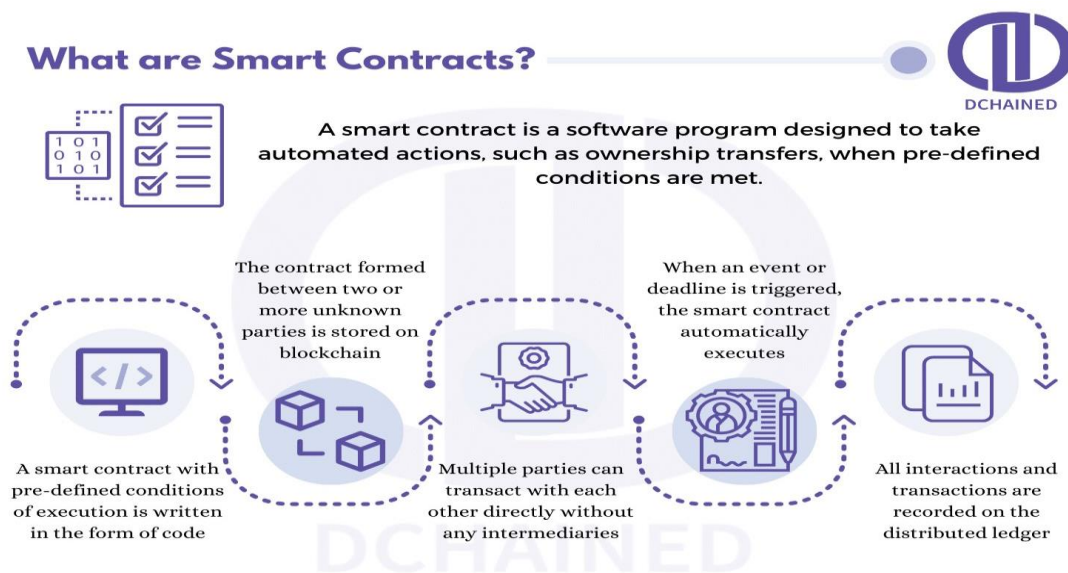 What are Smart Contracts?
DCHAINED
1 0 1
0 1 0
1 0 1
A smart contract is a software program designed to take
automated actions, such as ownership transfers, when pre-defined
conditions are met.
A smart contract with
pre-defined conditions
of execution is written
in the form of code
</>
The contract formed
between two or
more unknown
parties is stored on
blockchain
Multiple parties can
transact with each
other directly without
any intermediaries
When an event or
deadline is triggered,
the smart contract
automatically
executes
All interactions and
transactions are
recorded on the
distributed ledger
DCHAINED